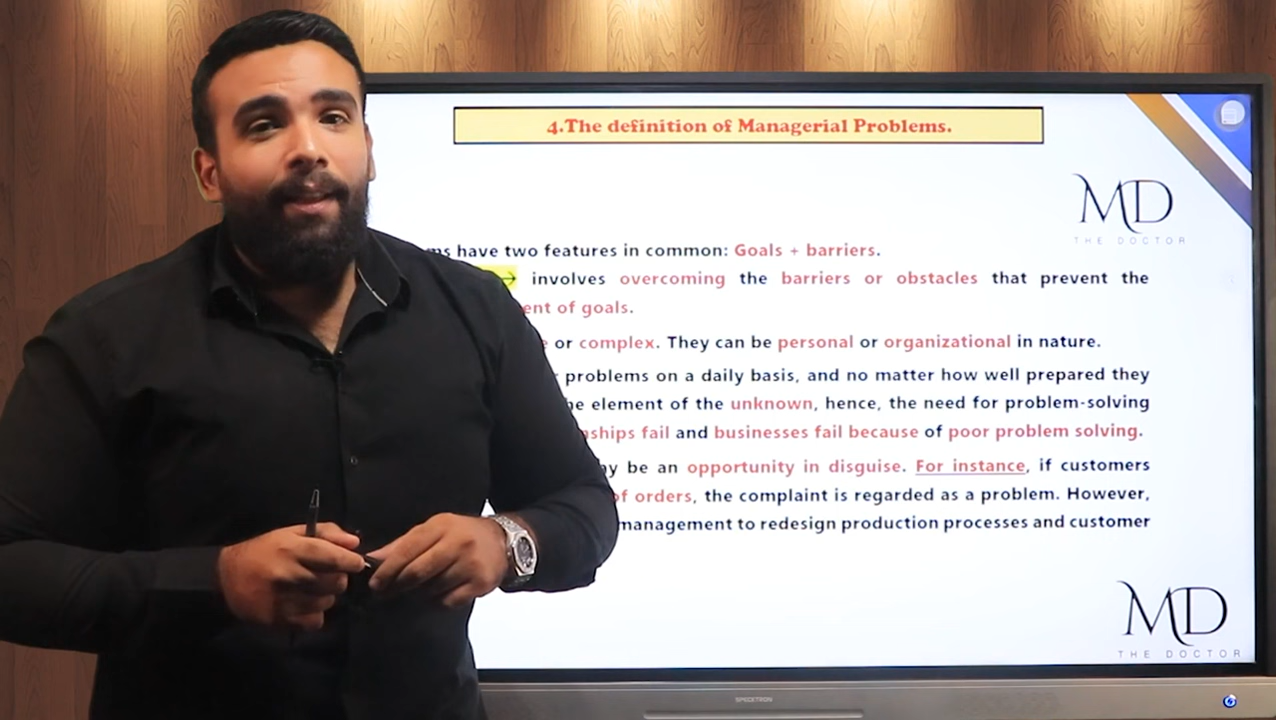 4.The definition of Managerial Problems.
MD
THE DOCTOR
have two features in common: Goals + barriers.
involves overcoming the barriers or obstacles that prevent the
of goals.
or complex. They can be personal or organizational in nature.
problems on a daily basis, and no matter how well prepared they
element of the unknown, hence, the need for problem-solving
fail and businesses fail because of poor problem solving.
be an opportunity in disguise. For instance, if customers
of orders, the complaint is regarded as a problem. However,
management to redesign production processes and customer
MD
THE DOCTOR
SPECKTRON